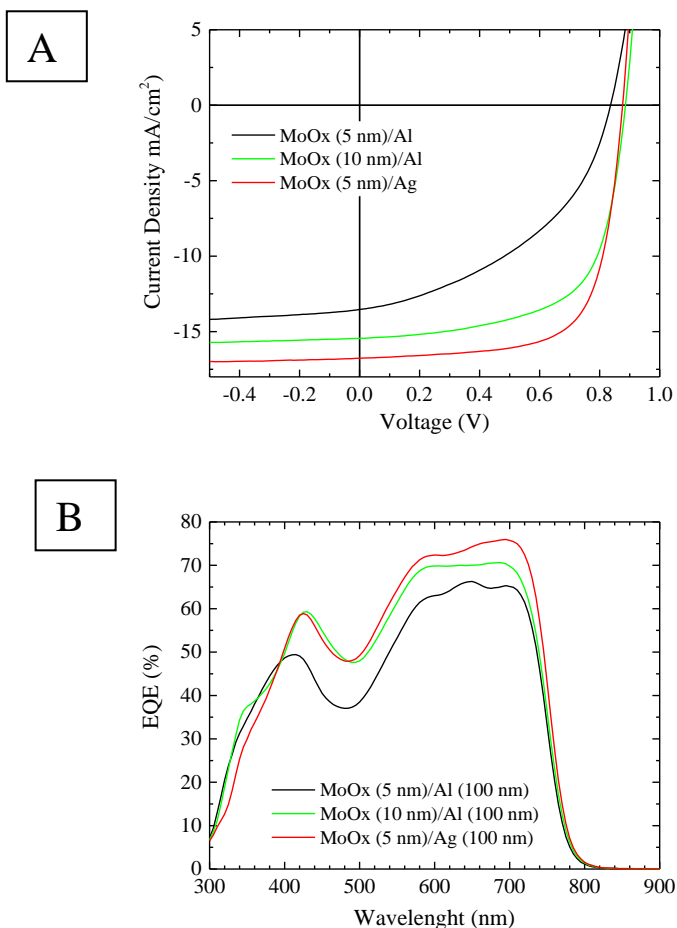 A
5
0
-5
-10
-15
Current Density mA/cm²
MoOx (5 nm)/Al
MoOx (10 nm)/Al
MoOx (5 nm)/Ag
-0.4 -0.2 0.0 0.2 0.4 0.6 0.8 1.0
Voltage (V)
B
80
70
60
50
40
30
20
10
0
EQE (%)
MoOx (5 nm)/Al (100 nm)
MoOx (10 nm)/Al (100 nm)
MoOx (5 nm)/Ag (100 nm)
300 400 500 600 700 800 900
Wavelenght (nm)